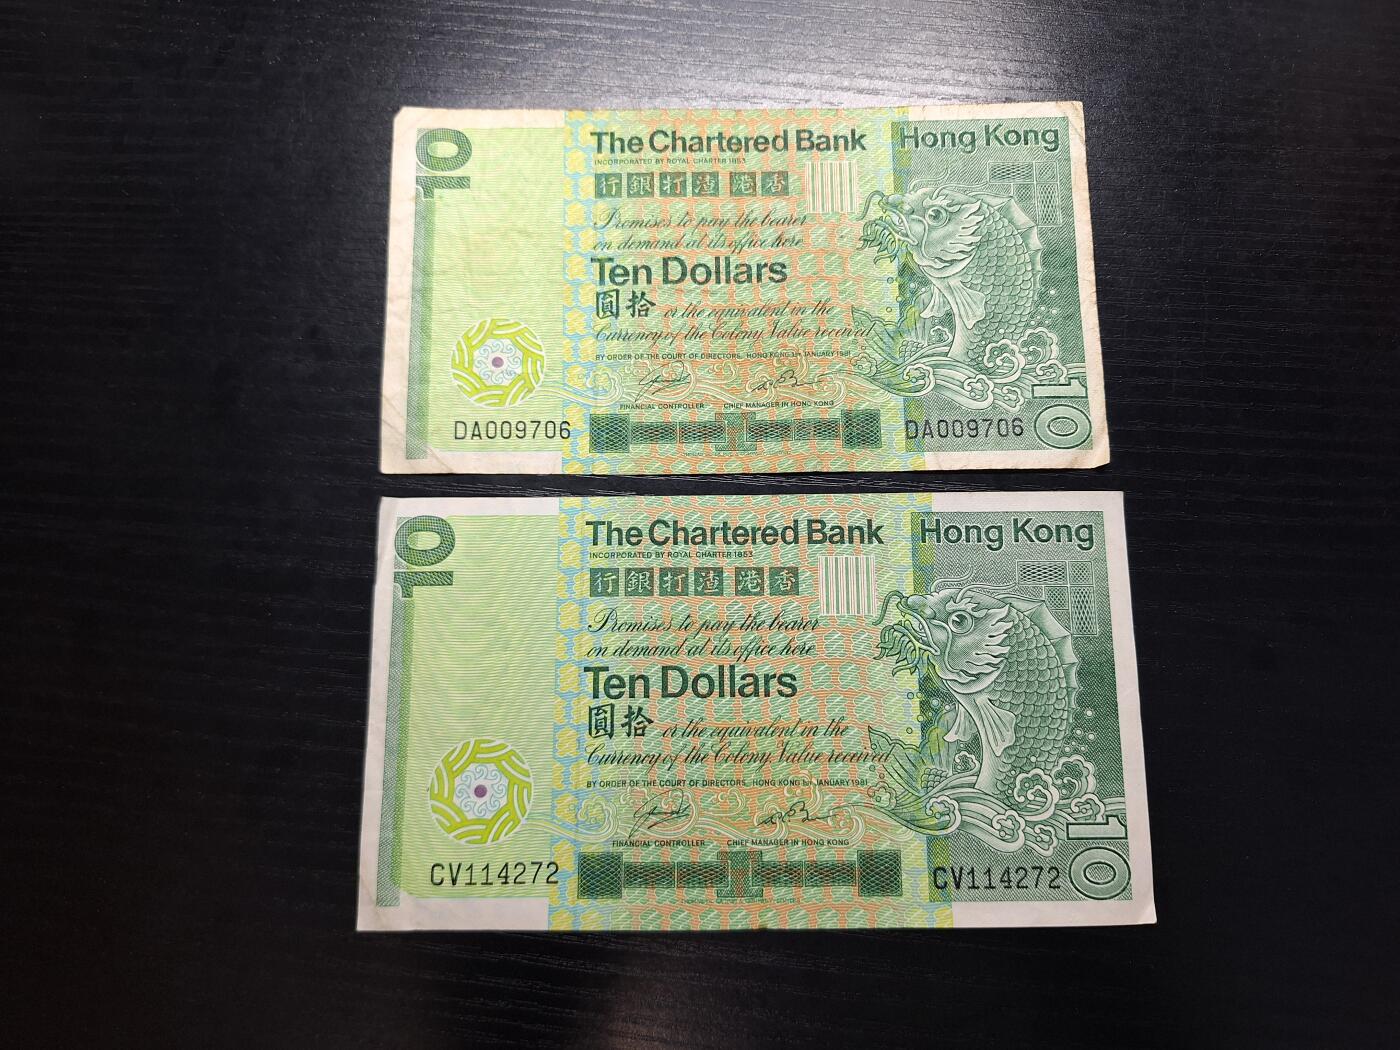 10
The Chartered Bank
Hong Kong
INCORPORATED BY ROYAL CHARTER 1853
行銀打渣港香
Promises to pay the bearer
on demand at its office here
Ten Dollars
圓拾 or the equivalent in the
Currency of the Colony Value received
BY ORDER OF THE COURT OF DIRECTORS, HONG KONG 1ST JANUARY 1981
FINANCIAL CONTROLLER CHIEF MANAGER IN HONG KONG
DA009706
DA009706
10
10
The Chartered Bank
Hong Kong
INCORPORATED BY ROYAL CHARTER 1853
行銀打渣港香
Promises to pay the bearer
on demand at its office here
Ten Dollars
圓拾 or the equivalent in the
Currency of the Colony Value received
BY ORDER OF THE COURT OF DIRECTORS, HONG KONG 1ST JANUARY 1981
FINANCIAL CONTROLLER CHIEF MANAGER IN HONG KONG
CV114272
CV114272
10